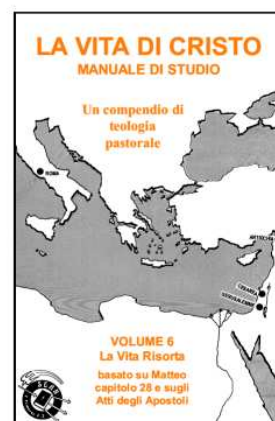 LA VITA DI CRISTO
MANUALE DI STUDIO
Un compendio di
teologia
pastorale
ROMA
VOLUME 6
La Vita Risorta
basato su Matteo
capitolo 28 e sugli
Atti degli Apostoli